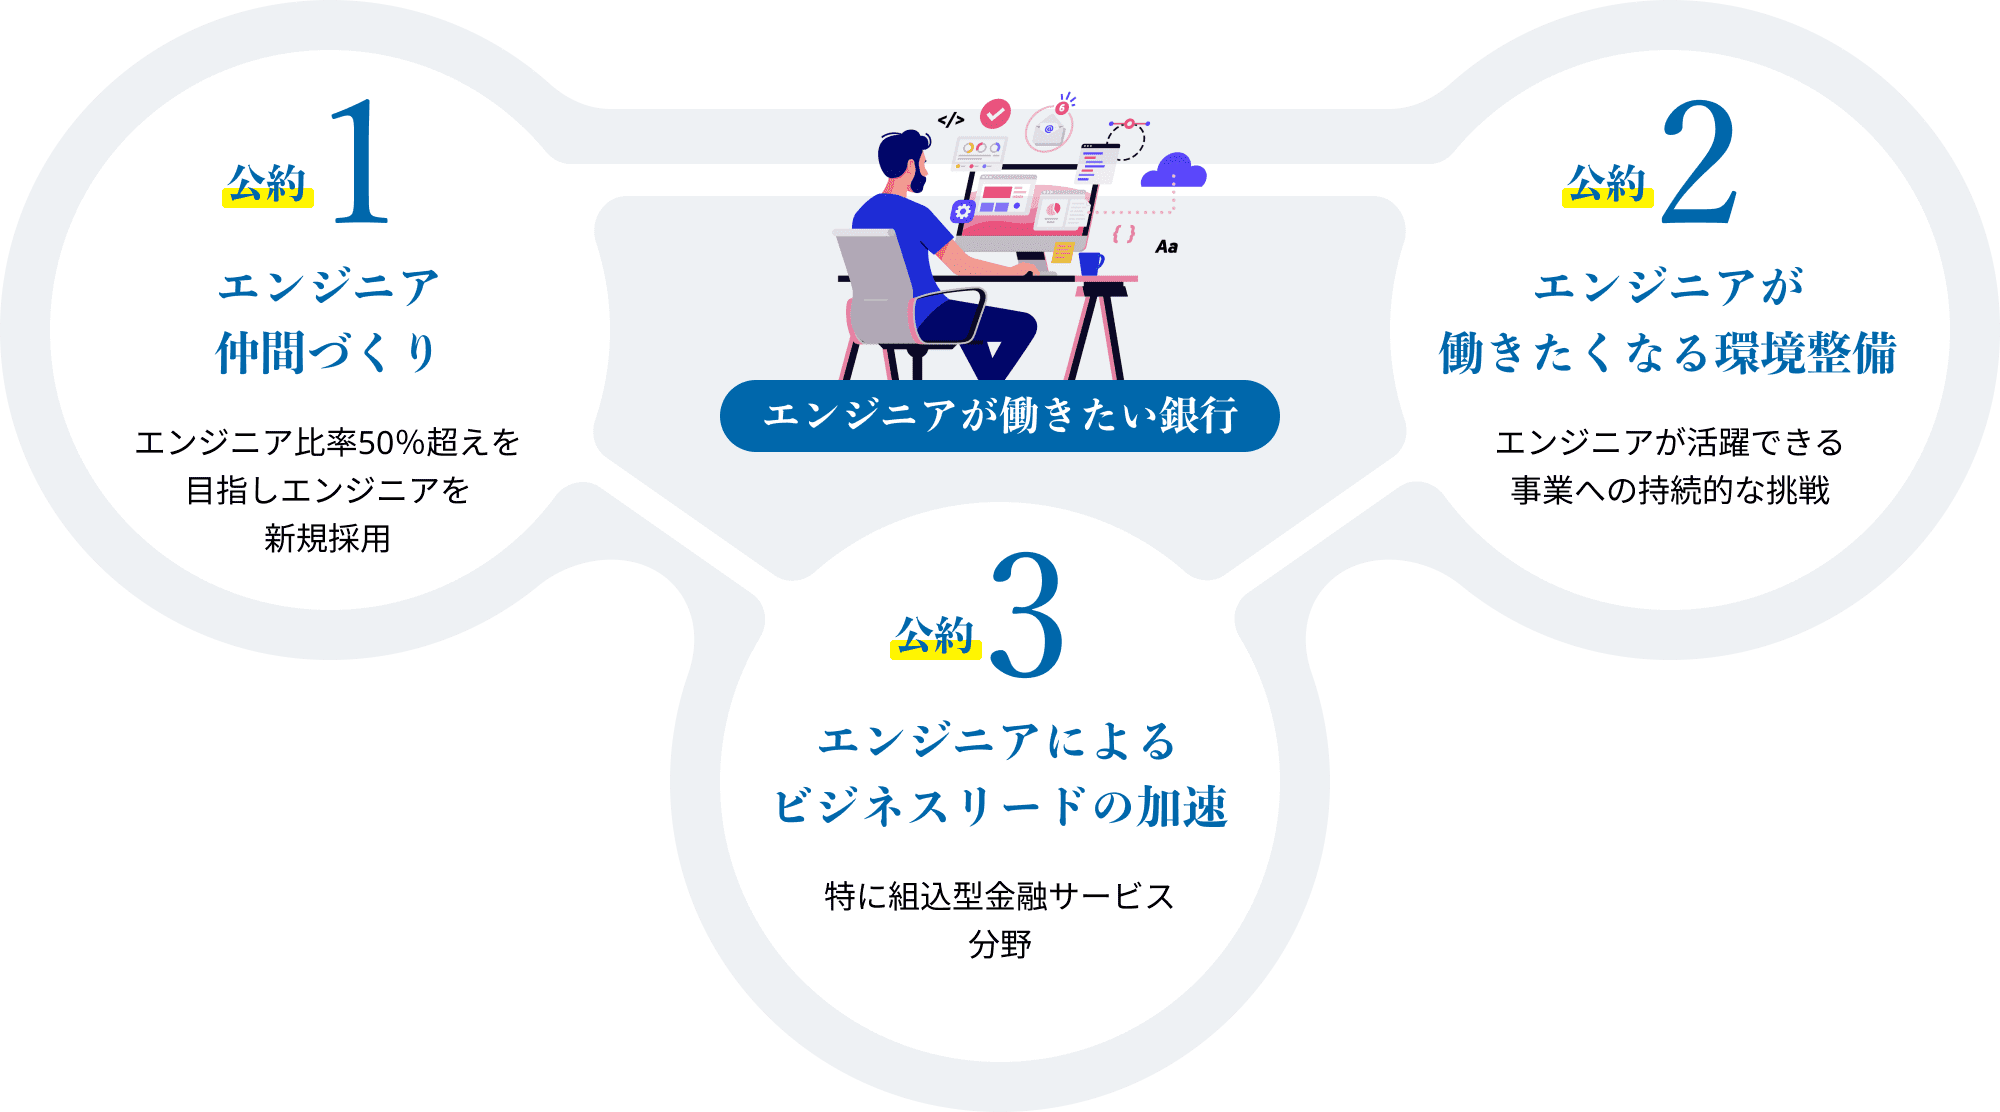 公約 1
エンジニア
仲間づくり
エンジニア比率50%超えを
目指しエンジニアを
新規採用
</>
@
6
{ }
Aa
エンジニアが働きたい銀行
公約 2
エンジニアが
働きたくなる環境整備
エンジニアが活躍できる
事業への持続的な挑戦
公約 3
エンジニアによる
ビジネスリードの加速
特に組込型金融サービス
分野